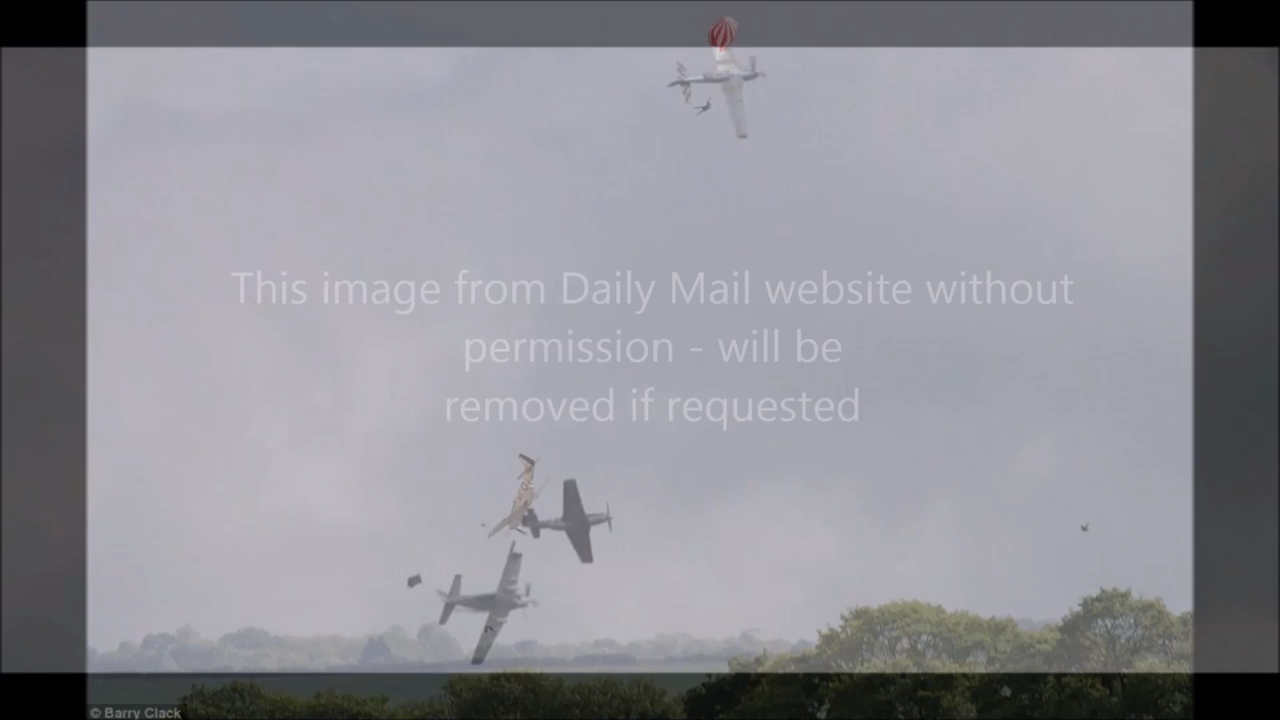 This image from Daily Mail website without
permission - will be
removed if requested
© Barry Clack